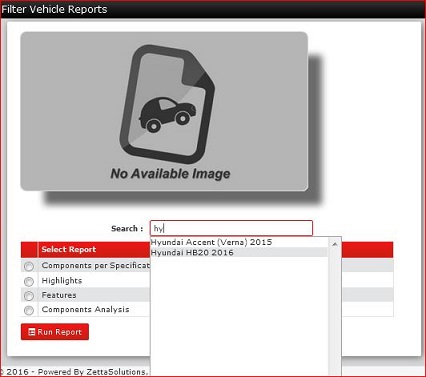 Filter Vehicle Reports
No Available Image
Search : hy
Hyundai Accent (Verna) 2015
Hyundai HB20 2016
Select Report
Components per Specificat
Highlights
Features
Components Analysis
Run Report
© 2016 - Powered By ZettaSolutions.